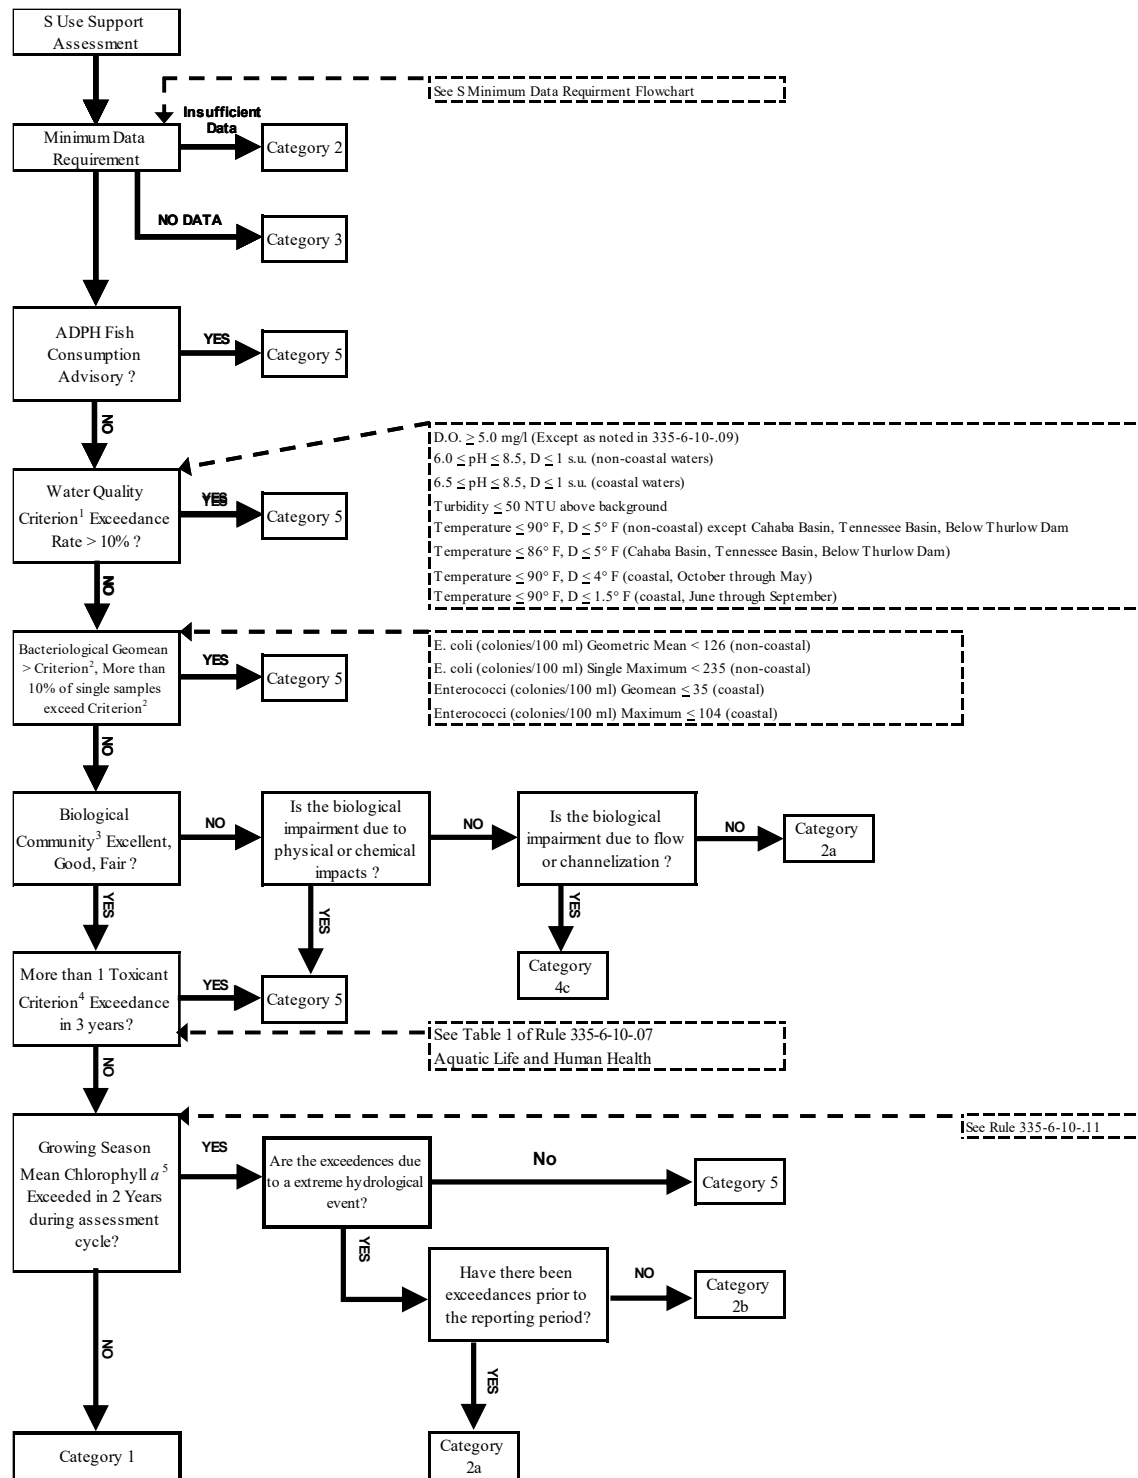 S Use Support
Assessment
See S Minimum Data Requirment Flowchart
Insufficient
Data
Minimum Data
Requirement
Category 2
NO DATA
Category 3
ADPH Fish
Consumption
Advisory ?
YES
Category 5
NO
D.O. ≥ 5.0 mg/l (Except as noted in 335-6-10-.09)
6.0 ≤ pH ≤ 8.5, D ≤ 1 s.u. (non-coastal waters)
6.5 ≤ pH ≤ 8.5, D ≤ 1 s.u. (coastal waters)
Turbidity ≤ 50 NTU above background
Temperature ≤ 90° F, D ≤ 5° F (non-coastal) except Cahaba Basin, Tennessee Basin, Below Thurlow Dam
Temperature ≤ 86° F, D ≤ 5° F (Cahaba Basin, Tennessee Basin, Below Thurlow Dam)
Temperature ≤ 90° F, D ≤ 4° F (coastal, October through May)
Temperature ≤ 90° F, D ≤ 1.5° F (coastal, June through September)
Water Quality
Criterion1 Exceedance
Rate > 10% ?
YES
Category 5
NO
Bacteriological Geomean
> Criterion2, More than
10% of single samples
exceed Criterion2
YES
Category 5
E. coli (colonies/100 ml) Geometric Mean < 126 (non-coastal)
E. coli (colonies/100 ml) Single Maximum < 235 (non-coastal)
Enterococci (colonies/100 ml) Geomean ≤ 35 (coastal)
Enterococci (colonies/100 ml) Maximum ≤ 104 (coastal)
NO
Biological
Community3 Excellent,
Good, Fair ?
NO
Is the biological
impairment due to
physical or chemical
impacts ?
NO
Is the biological
impairment due to flow
or channelization ?
NO
Category
2a
YES
YES
YES
Category
4c
More than 1 Toxicant
Criterion4 Exceedance
in 3 years?
YES
Category 5
See Table 1 of Rule 335-6-10-.07
Aquatic Life and Human Health
NO
See Rule 335-6-10-.11
Growing Season
Mean Chlorophyll a5
Exceeded in 2 Years
during assessment
cycle?
YES
Are the exceedences due
to a extreme hydrological
event?
No
Category 5
YES
Have there been
exceedances prior to
the reporting period?
NO
Category
2b
NO
YES
Category 1
Category
2a